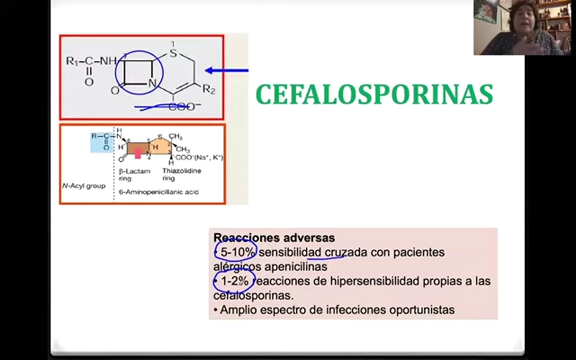 R₁—C—NH 7 S 1
O
N
O
R₂
COO⁻
CEFALOSPORINAS
H
R—C—N S CH₃
O H H CH₃
O COO⁻(Na⁺, K⁺)
H
N-Acyl group
β-Lactam ring
Thiazolidine ring
6-Aminopenicillanic acid
Reacciones adversas
• 5-10% sensibilidad cruzada con pacientes
alérgicos apenicilinas
• 1-2% reacciones de hipersensibilidad propias a las
cefalosporinas.
• Amplio espectro de infecciones oportunistas